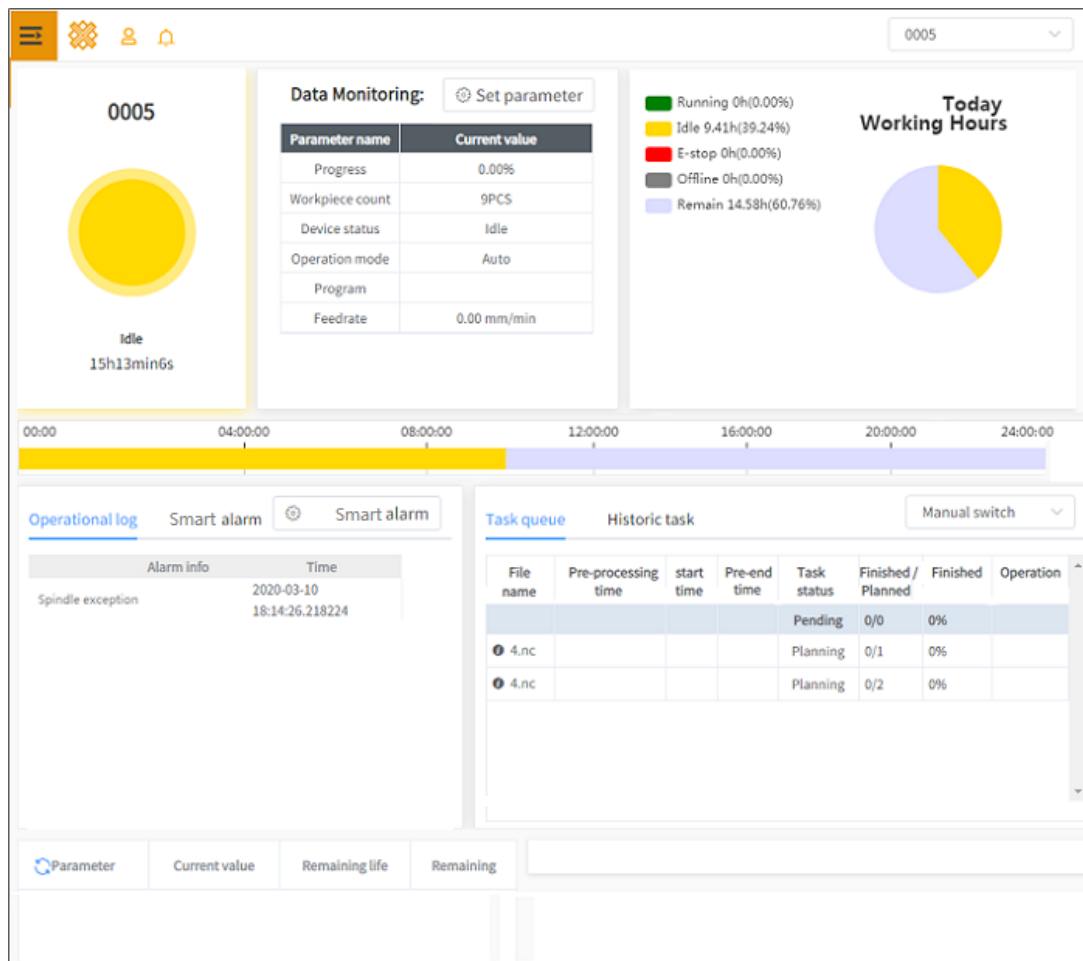 0005
0005
Idle
15h13min6s
Data Monitoring:
Set parameter
Parameter name Current value
Progress 0.00%
Workpiece count 9PCS
Device status Idle
Operation mode Auto
Program
Feedrate 0.00 mm/min
Running 0h(0.00%)
Idle 9.41h(39.24%)
E-stop 0h(0.00%)
Offline 0h(0.00%)
Remain 14.58h(60.76%)
Today
Working Hours
00:00 04:00:00 08:00:00 12:00:00 16:00:00 20:00:00 24:00:00
Operational log Smart alarm Smart alarm
Alarm info Time
Spindle exception
2020-03-10
18:14:26.218224
Task queue Historic task Manual switch
File name Pre-processing time start time Pre-end time Task status Finished / Planned Finished Operation
Pending 0/0 0%
4.nc Planning 0/1 0%
4.nc Planning 0/2 0%
Parameter Current value Remaining life Remaining